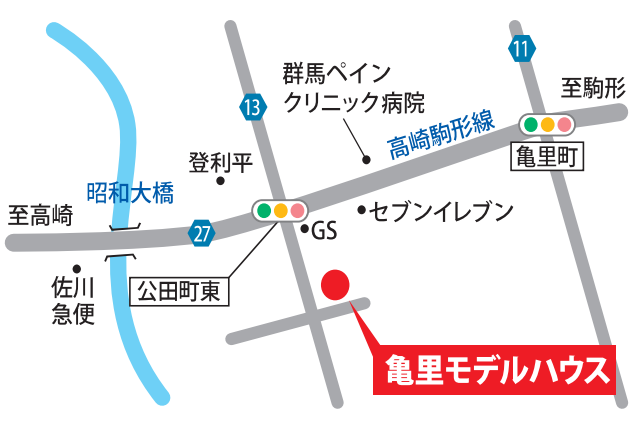 11
至駒形
群馬ペイン
クリニック病院
13
高崎駒形線
亀里町
登利平
昭和大橋
至高崎
セブンイレブン
27
GS
佐川
急便
公田町東
亀里モデルハウス